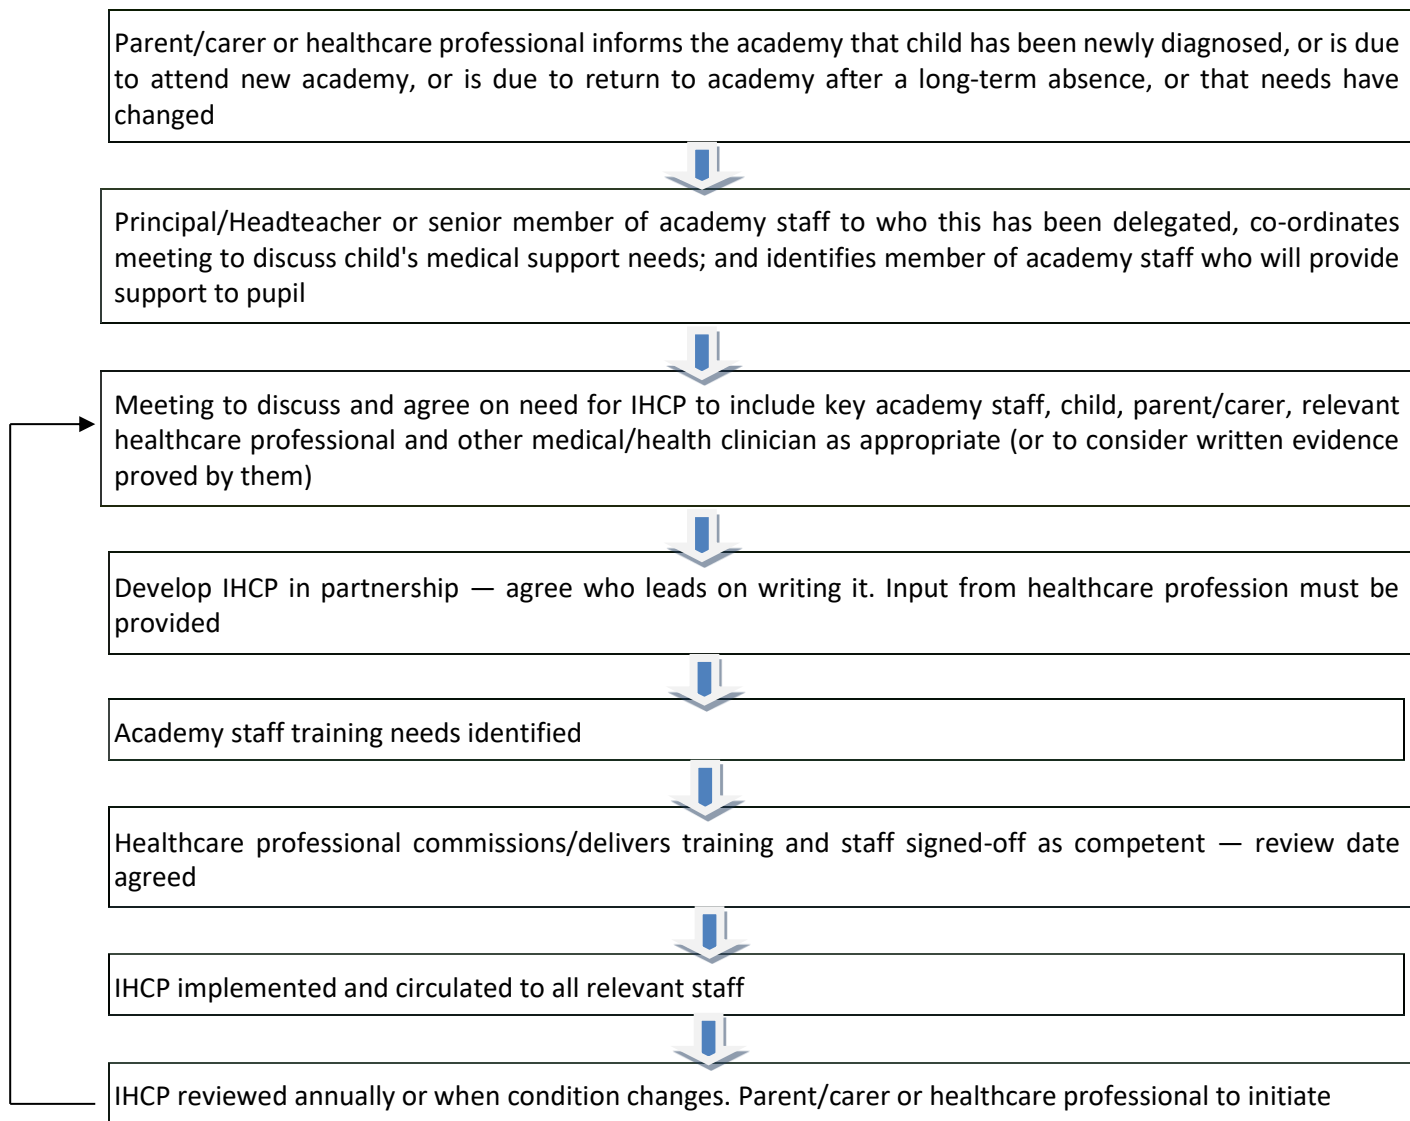 Parent/carer or healthcare professional informs the academy that child has been newly diagnosed, or is due
to attend new academy, or is due to return to academy after a long-term absence, or that needs have
changed
Principal/Headteacher or senior member of academy staff to who this has been delegated, co-ordinates
meeting to discuss child's medical support needs; and identifies member of academy staff who will provide
support to pupil
Meeting to discuss and agree on need for IHCP to include key academy staff, child, parent/carer, relevant
healthcare professional and other medical/health clinician as appropriate (or to consider written evidence
proved by them)
Develop IHCP in partnership — agree who leads on writing it. Input from healthcare profession must be
provided
Academy staff training needs identified
Healthcare professional commissions/delivers training and staff signed-off as competent — review date
agreed
IHCP implemented and circulated to all relevant staff
IHCP reviewed annually or when condition changes. Parent/carer or healthcare professional to initiate